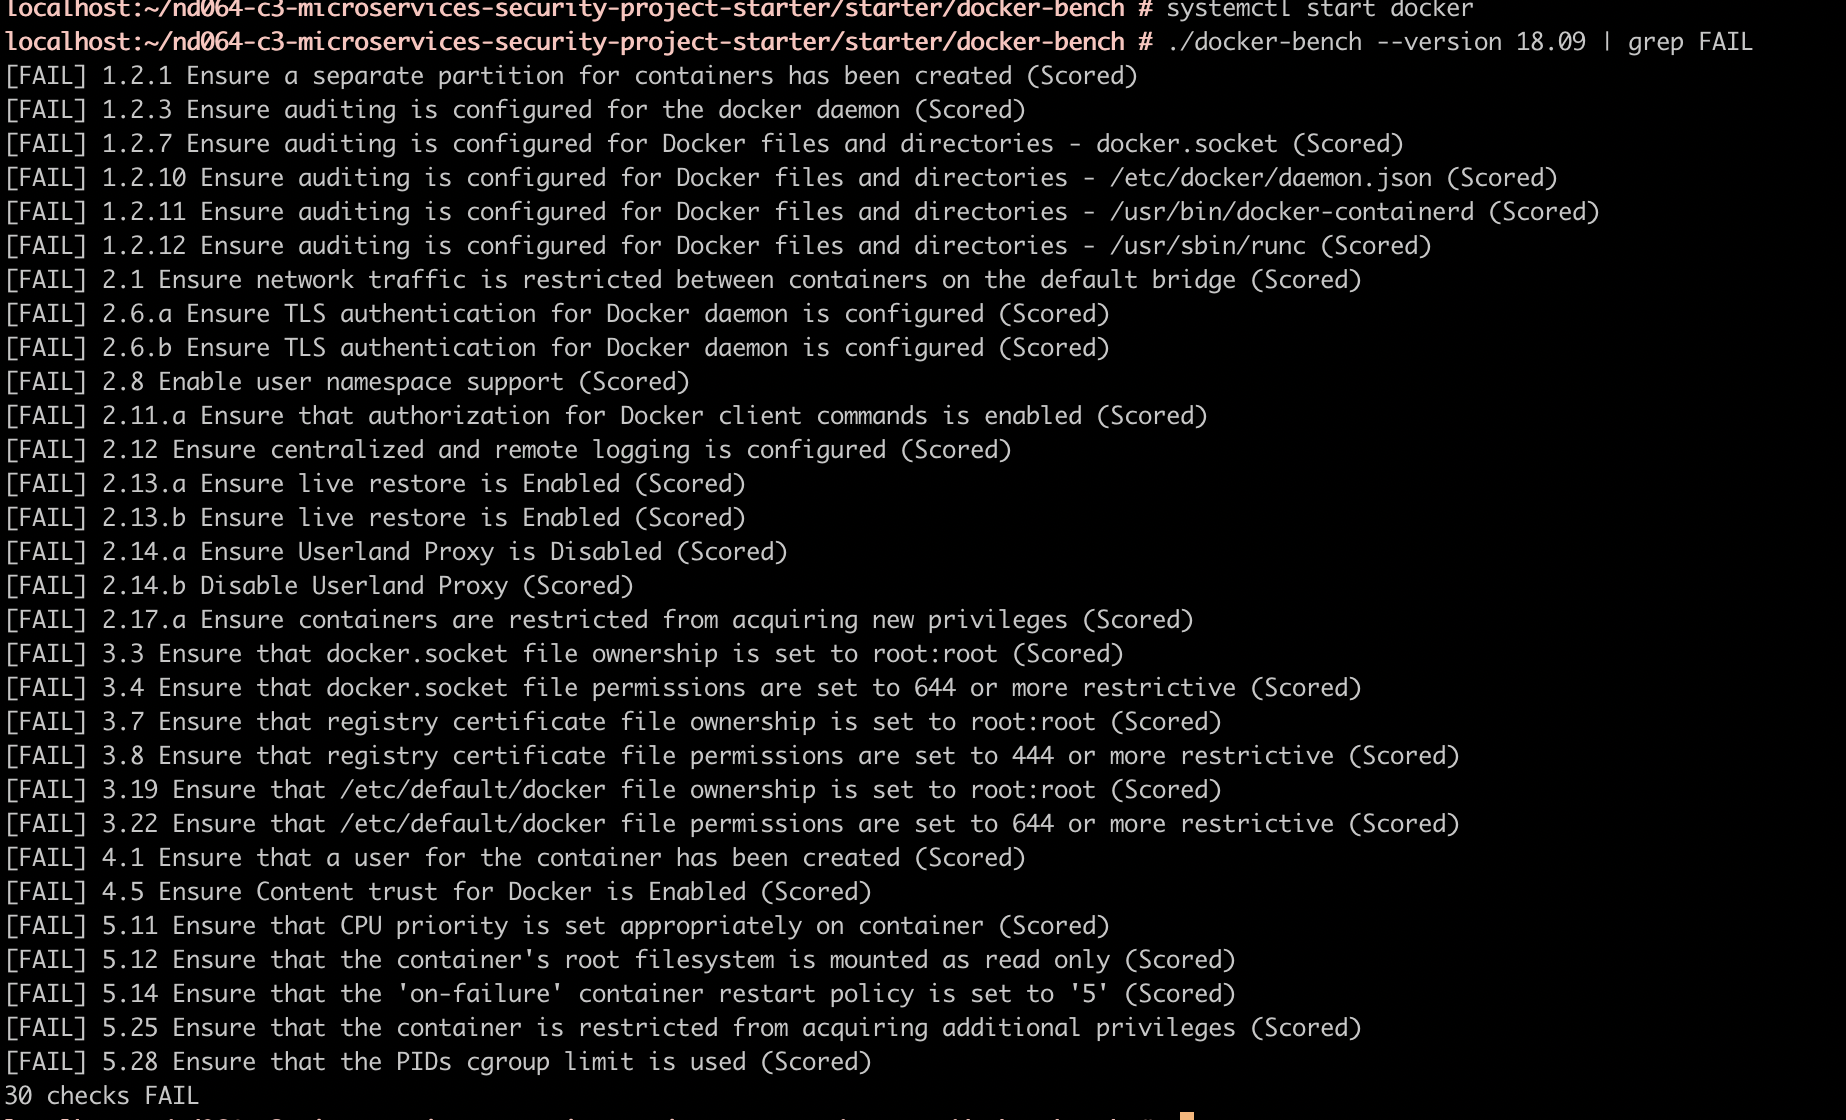 localhost:~/nd064-c3-microservices-security-project-starter/starter/docker-bench # systemctl start docker
localhost:~/nd064-c3-microservices-security-project-starter/starter/docker-bench # ./docker-bench --version 18.09 | grep FAIL
[FAIL] 1.2.1 Ensure a separate partition for containers has been created (Scored)
[FAIL] 1.2.3 Ensure auditing is configured for the docker daemon (Scored)
[FAIL] 1.2.7 Ensure auditing is configured for Docker files and directories - docker.socket (Scored)
[FAIL] 1.2.10 Ensure auditing is configured for Docker files and directories - /etc/docker/daemon.json (Scored)
[FAIL] 1.2.11 Ensure auditing is configured for Docker files and directories - /usr/bin/docker-containerd (Scored)
[FAIL] 1.2.12 Ensure auditing is configured for Docker files and directories - /usr/sbin/runc (Scored)
[FAIL] 2.1 Ensure network traffic is restricted between containers on the default bridge (Scored)
[FAIL] 2.6.a Ensure TLS authentication for Docker daemon is configured (Scored)
[FAIL] 2.6.b Ensure TLS authentication for Docker daemon is configured (Scored)
[FAIL] 2.8 Enable user namespace support (Scored)
[FAIL] 2.11.a Ensure that authorization for Docker client commands is enabled (Scored)
[FAIL] 2.12 Ensure centralized and remote logging is configured (Scored)
[FAIL] 2.13.a Ensure live restore is Enabled (Scored)
[FAIL] 2.13.b Ensure live restore is Enabled (Scored)
[FAIL] 2.14.a Ensure Userland Proxy is Disabled (Scored)
[FAIL] 2.14.b Disable Userland Proxy (Scored)
[FAIL] 2.17.a Ensure containers are restricted from acquiring new privileges (Scored)
[FAIL] 3.3 Ensure that docker.socket file ownership is set to root:root (Scored)
[FAIL] 3.4 Ensure that docker.socket file permissions are set to 644 or more restrictive (Scored)
[FAIL] 3.7 Ensure that registry certificate file ownership is set to root:root (Scored)
[FAIL] 3.8 Ensure that registry certificate file permissions are set to 444 or more restrictive (Scored)
[FAIL] 3.19 Ensure that /etc/default/docker file ownership is set to root:root (Scored)
[FAIL] 3.22 Ensure that /etc/default/docker file permissions are set to 644 or more restrictive (Scored)
[FAIL] 4.1 Ensure that a user for the container has been created (Scored)
[FAIL] 4.5 Ensure Content trust for Docker is Enabled (Scored)
[FAIL] 5.11 Ensure that CPU priority is set appropriately on container (Scored)
[FAIL] 5.12 Ensure that the container's root filesystem is mounted as read only (Scored)
[FAIL] 5.14 Ensure that the 'on-failure' container restart policy is set to '5' (Scored)
[FAIL] 5.25 Ensure that the container is restricted from acquiring additional privileges (Scored)
[FAIL] 5.28 Ensure that the PIDs cgroup limit is used (Scored)
30 checks FAIL